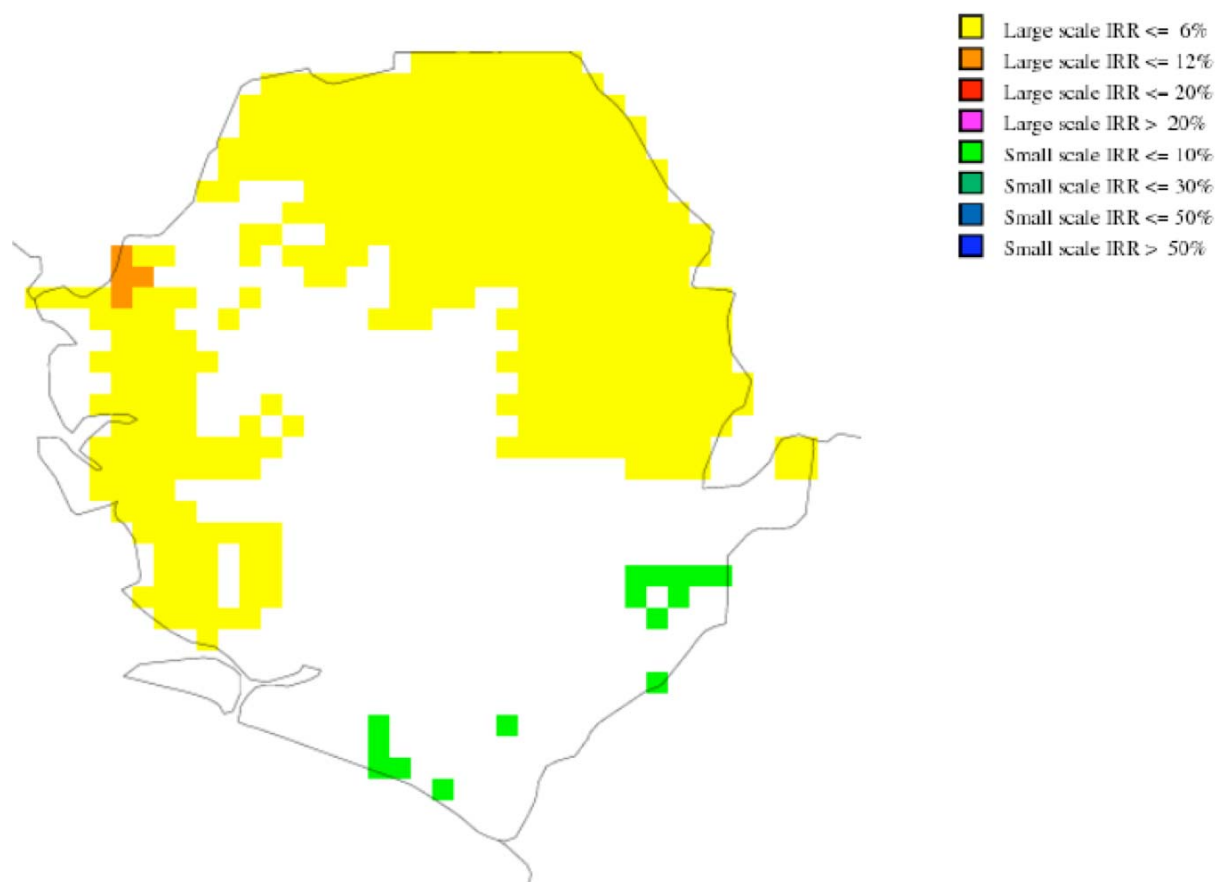 Large scale IRR <= 6%
Large scale IRR <= 12%
Large scale IRR <= 20%
Large scale IRR > 20%
Small scale IRR <= 10%
Small scale IRR <= 30%
Small scale IRR <= 50%
Small scale IRR > 50%